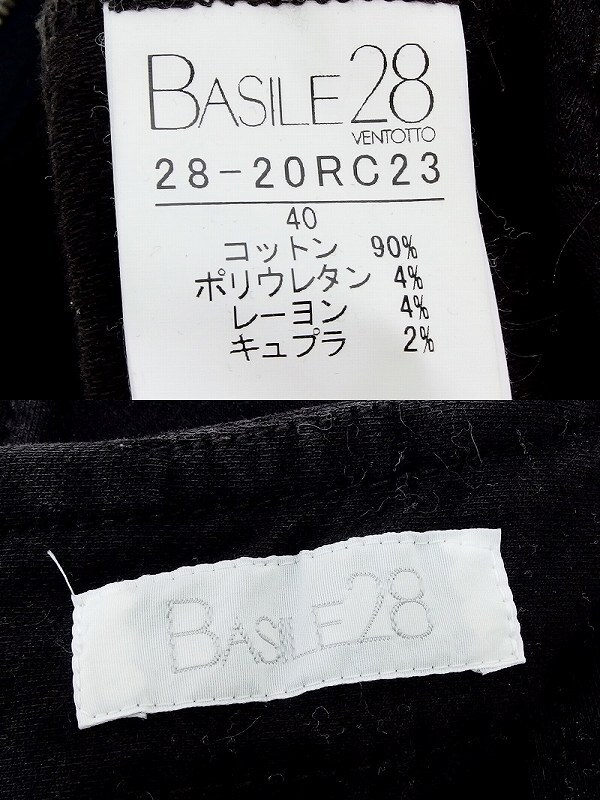 BASILE28
VENTOTTO
28-20RC23
40
コットン 90%
ポリウレタン 4%
レーヨン 4%
キュプラ 2%
BASILE28